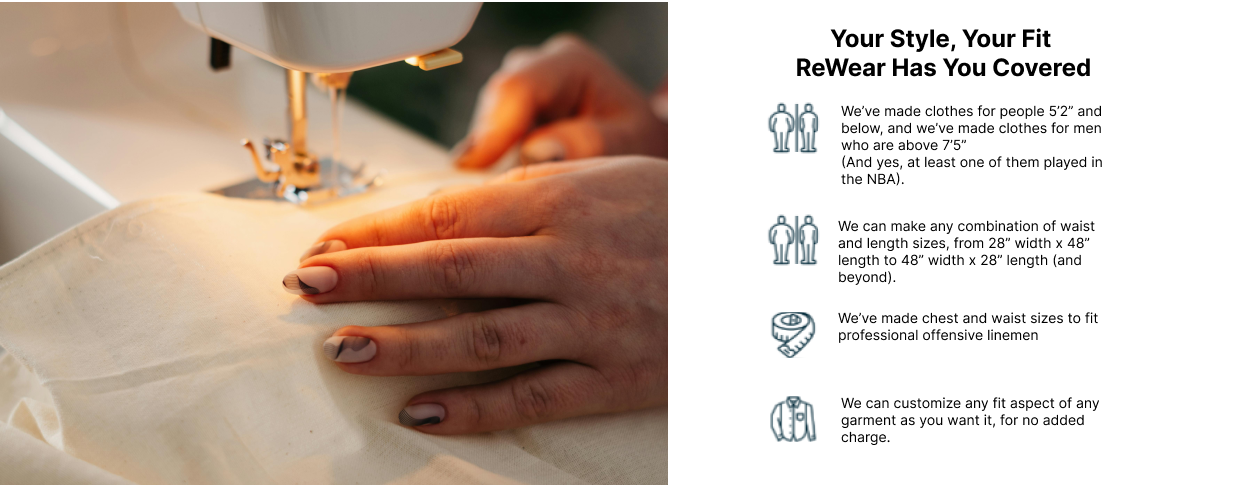 Your Style, Your Fit
ReWear Has You Covered
We’ve made clothes for people 5’2” and
below, and we’ve made clothes for men
who are above 7’5”
(And yes, at least one of them played in
the NBA).
We can make any combination of waist
and length sizes, from 28” width x 48”
length to 48” width x 28” length (and
beyond).
We’ve made chest and waist sizes to fit
professional offensive linemen
We can customize any fit aspect of any
garment as you want it, for no added
charge.